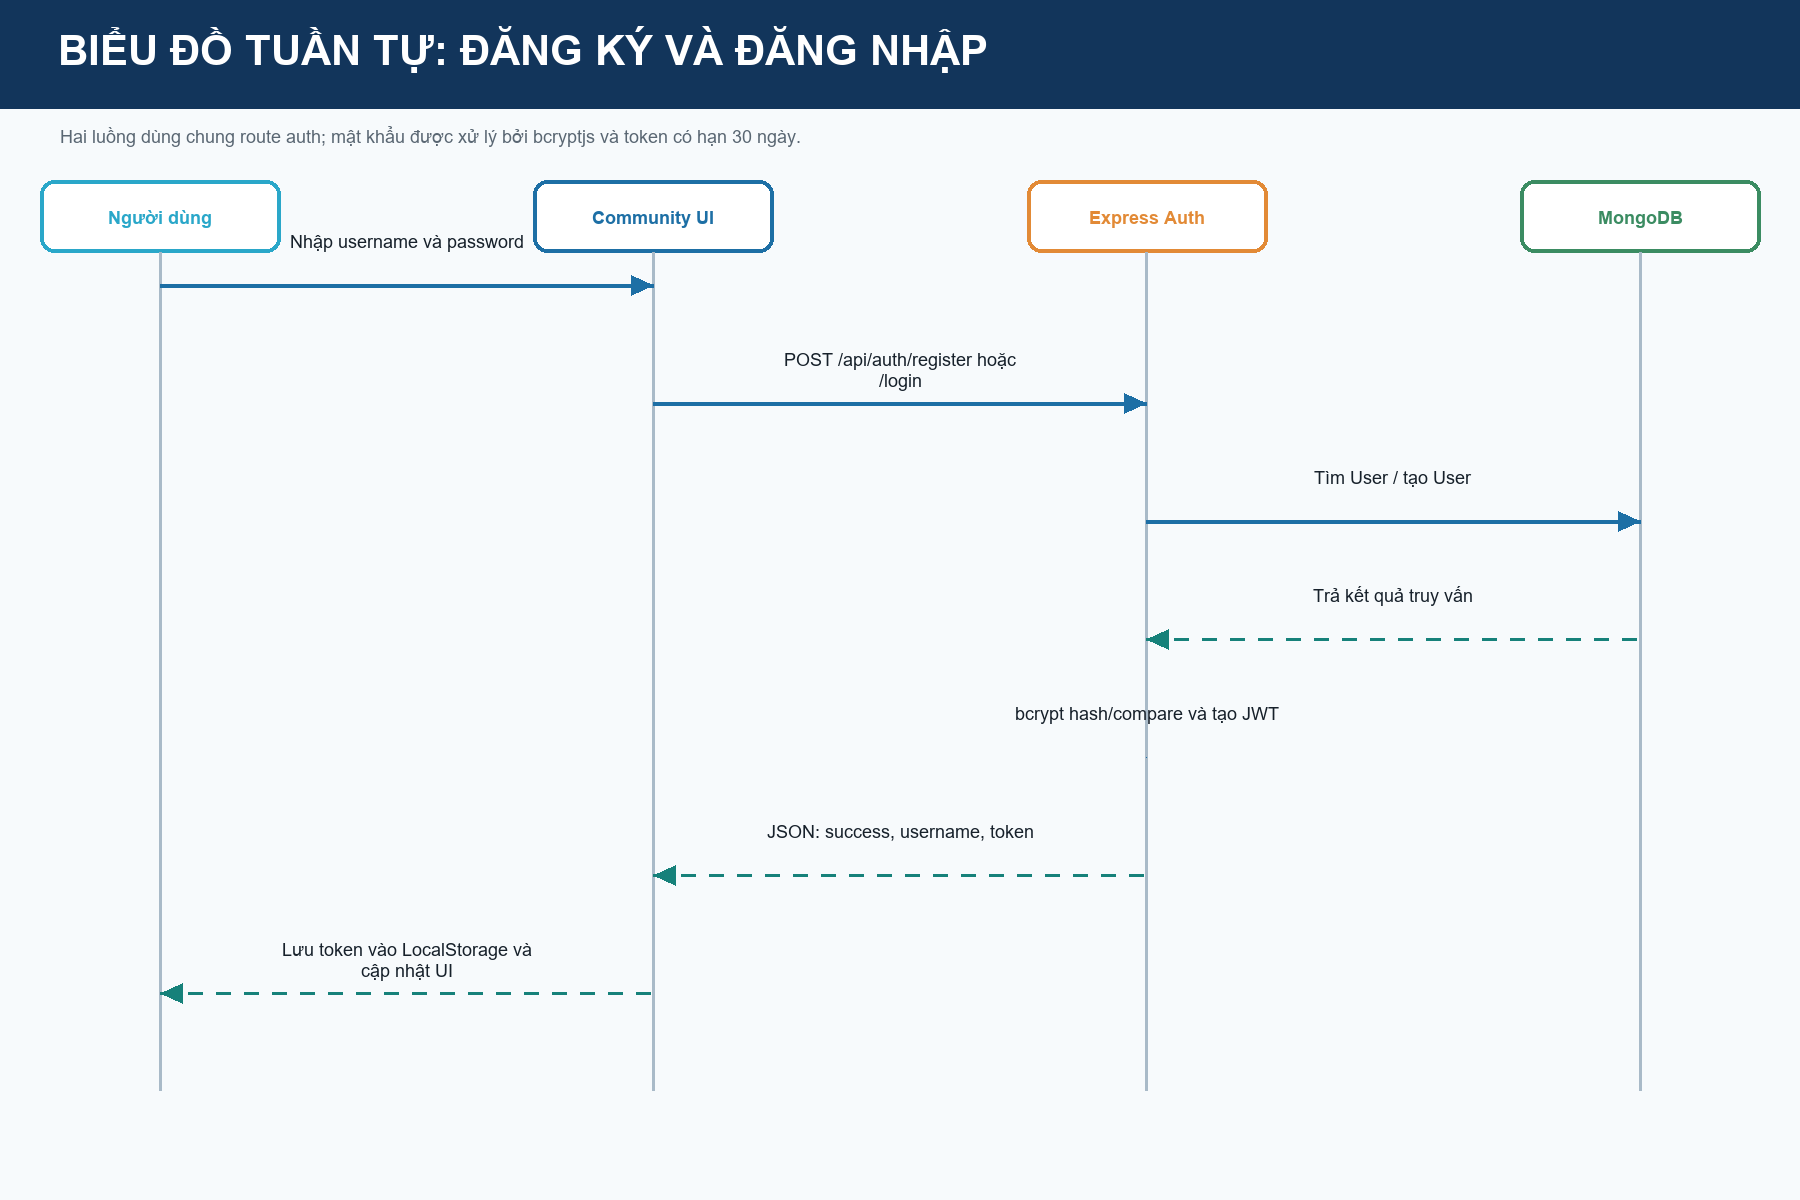 BIỂU ĐỒ TUẦN TỰ: ĐĂNG KÝ VÀ ĐĂNG NHẬP
Hai luồng dùng chung route auth; mật khẩu được xử lý bởi bcryptjs và token có hạn 30 ngày.
Người dùng
Community UI
Express Auth
MongoDB
Nhập username và password
POST /api/auth/register hoặc
/login
Tìm User / tạo User
Trả kết quả truy vấn
bcrypt hash/compare và tạo JWT
JSON: success, username, token
Lưu token vào LocalStorage và
cập nhật UI